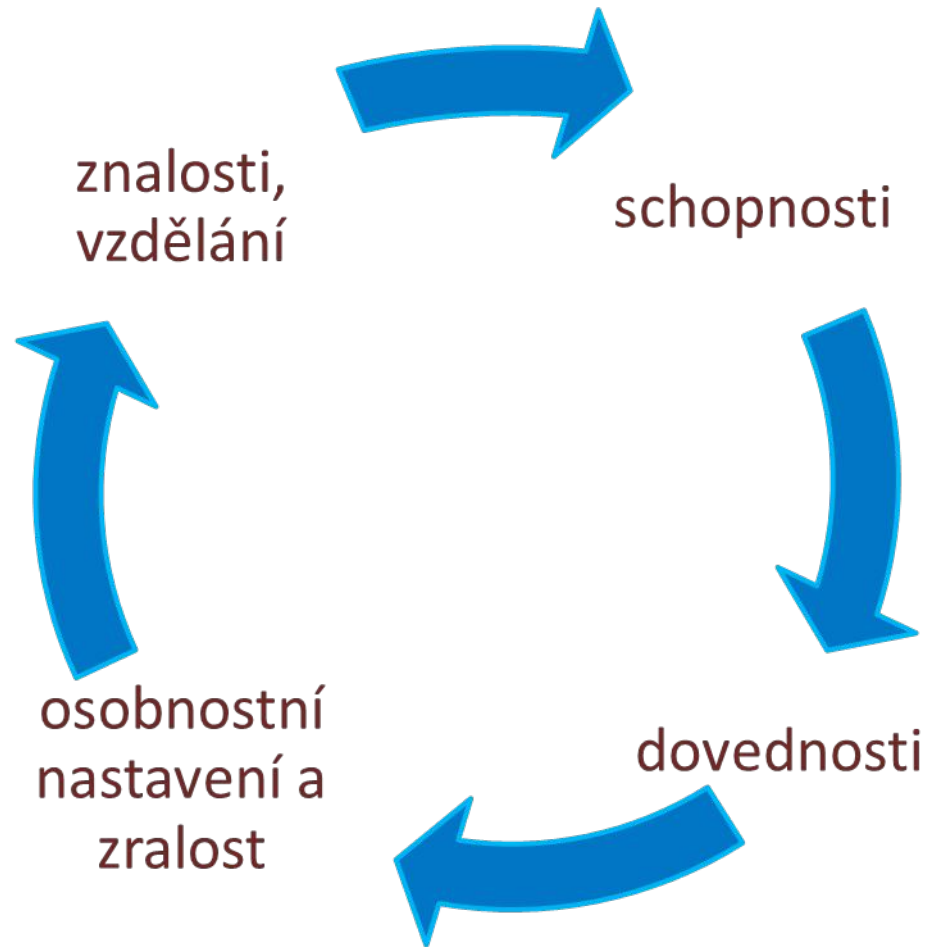 znalosti,
vzdělání
schopnosti
dovednosti
osobnostní
nastavení a
zralost